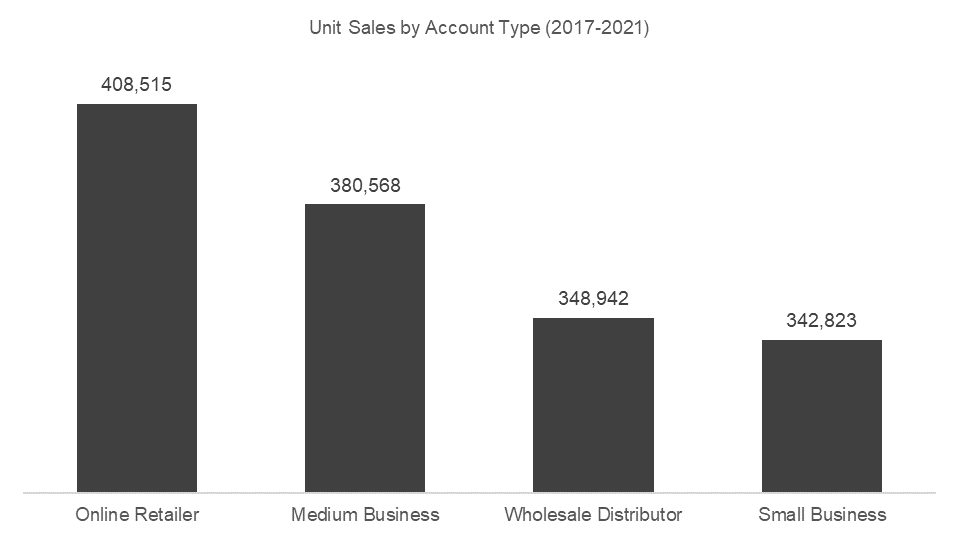 Unit Sales by Account Type (2017-2021)
408,515
380,568
348,942
342,823
Online Retailer
Medium Business
Wholesale Distributor
Small Business